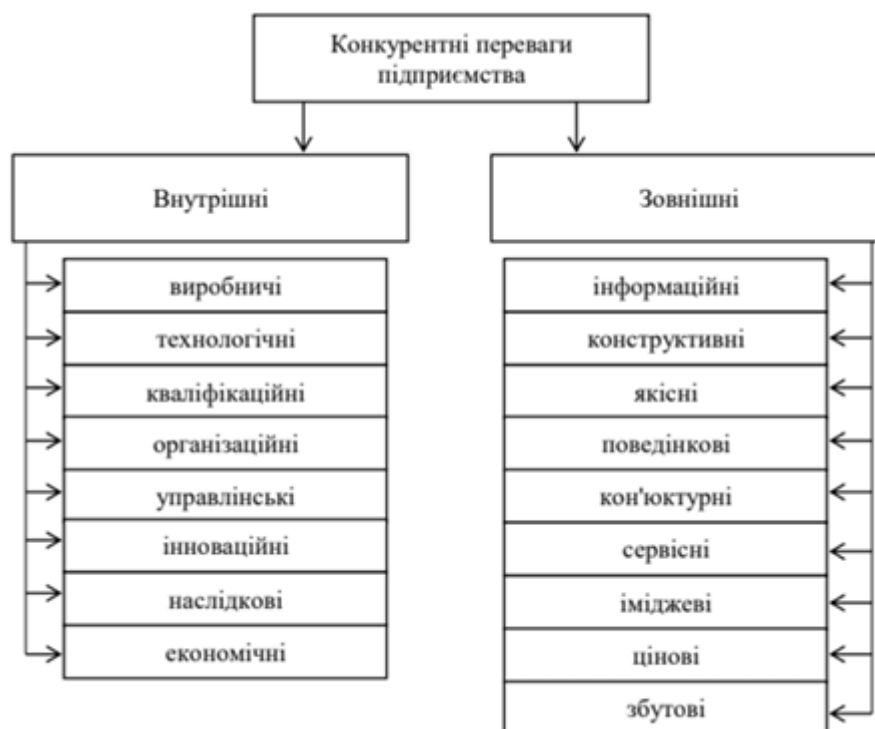 Конкурентні переваги
підприємства
Внутрішні
виробничі
технологічні
кваліфікаційні
організаційні
управлінські
інноваційні
наслідкові
економічні
Зовнішні
інформаційні
конструктивні
якісні
поведінкові
кон'юктурні
сервісні
іміджеві
цінові
збутові